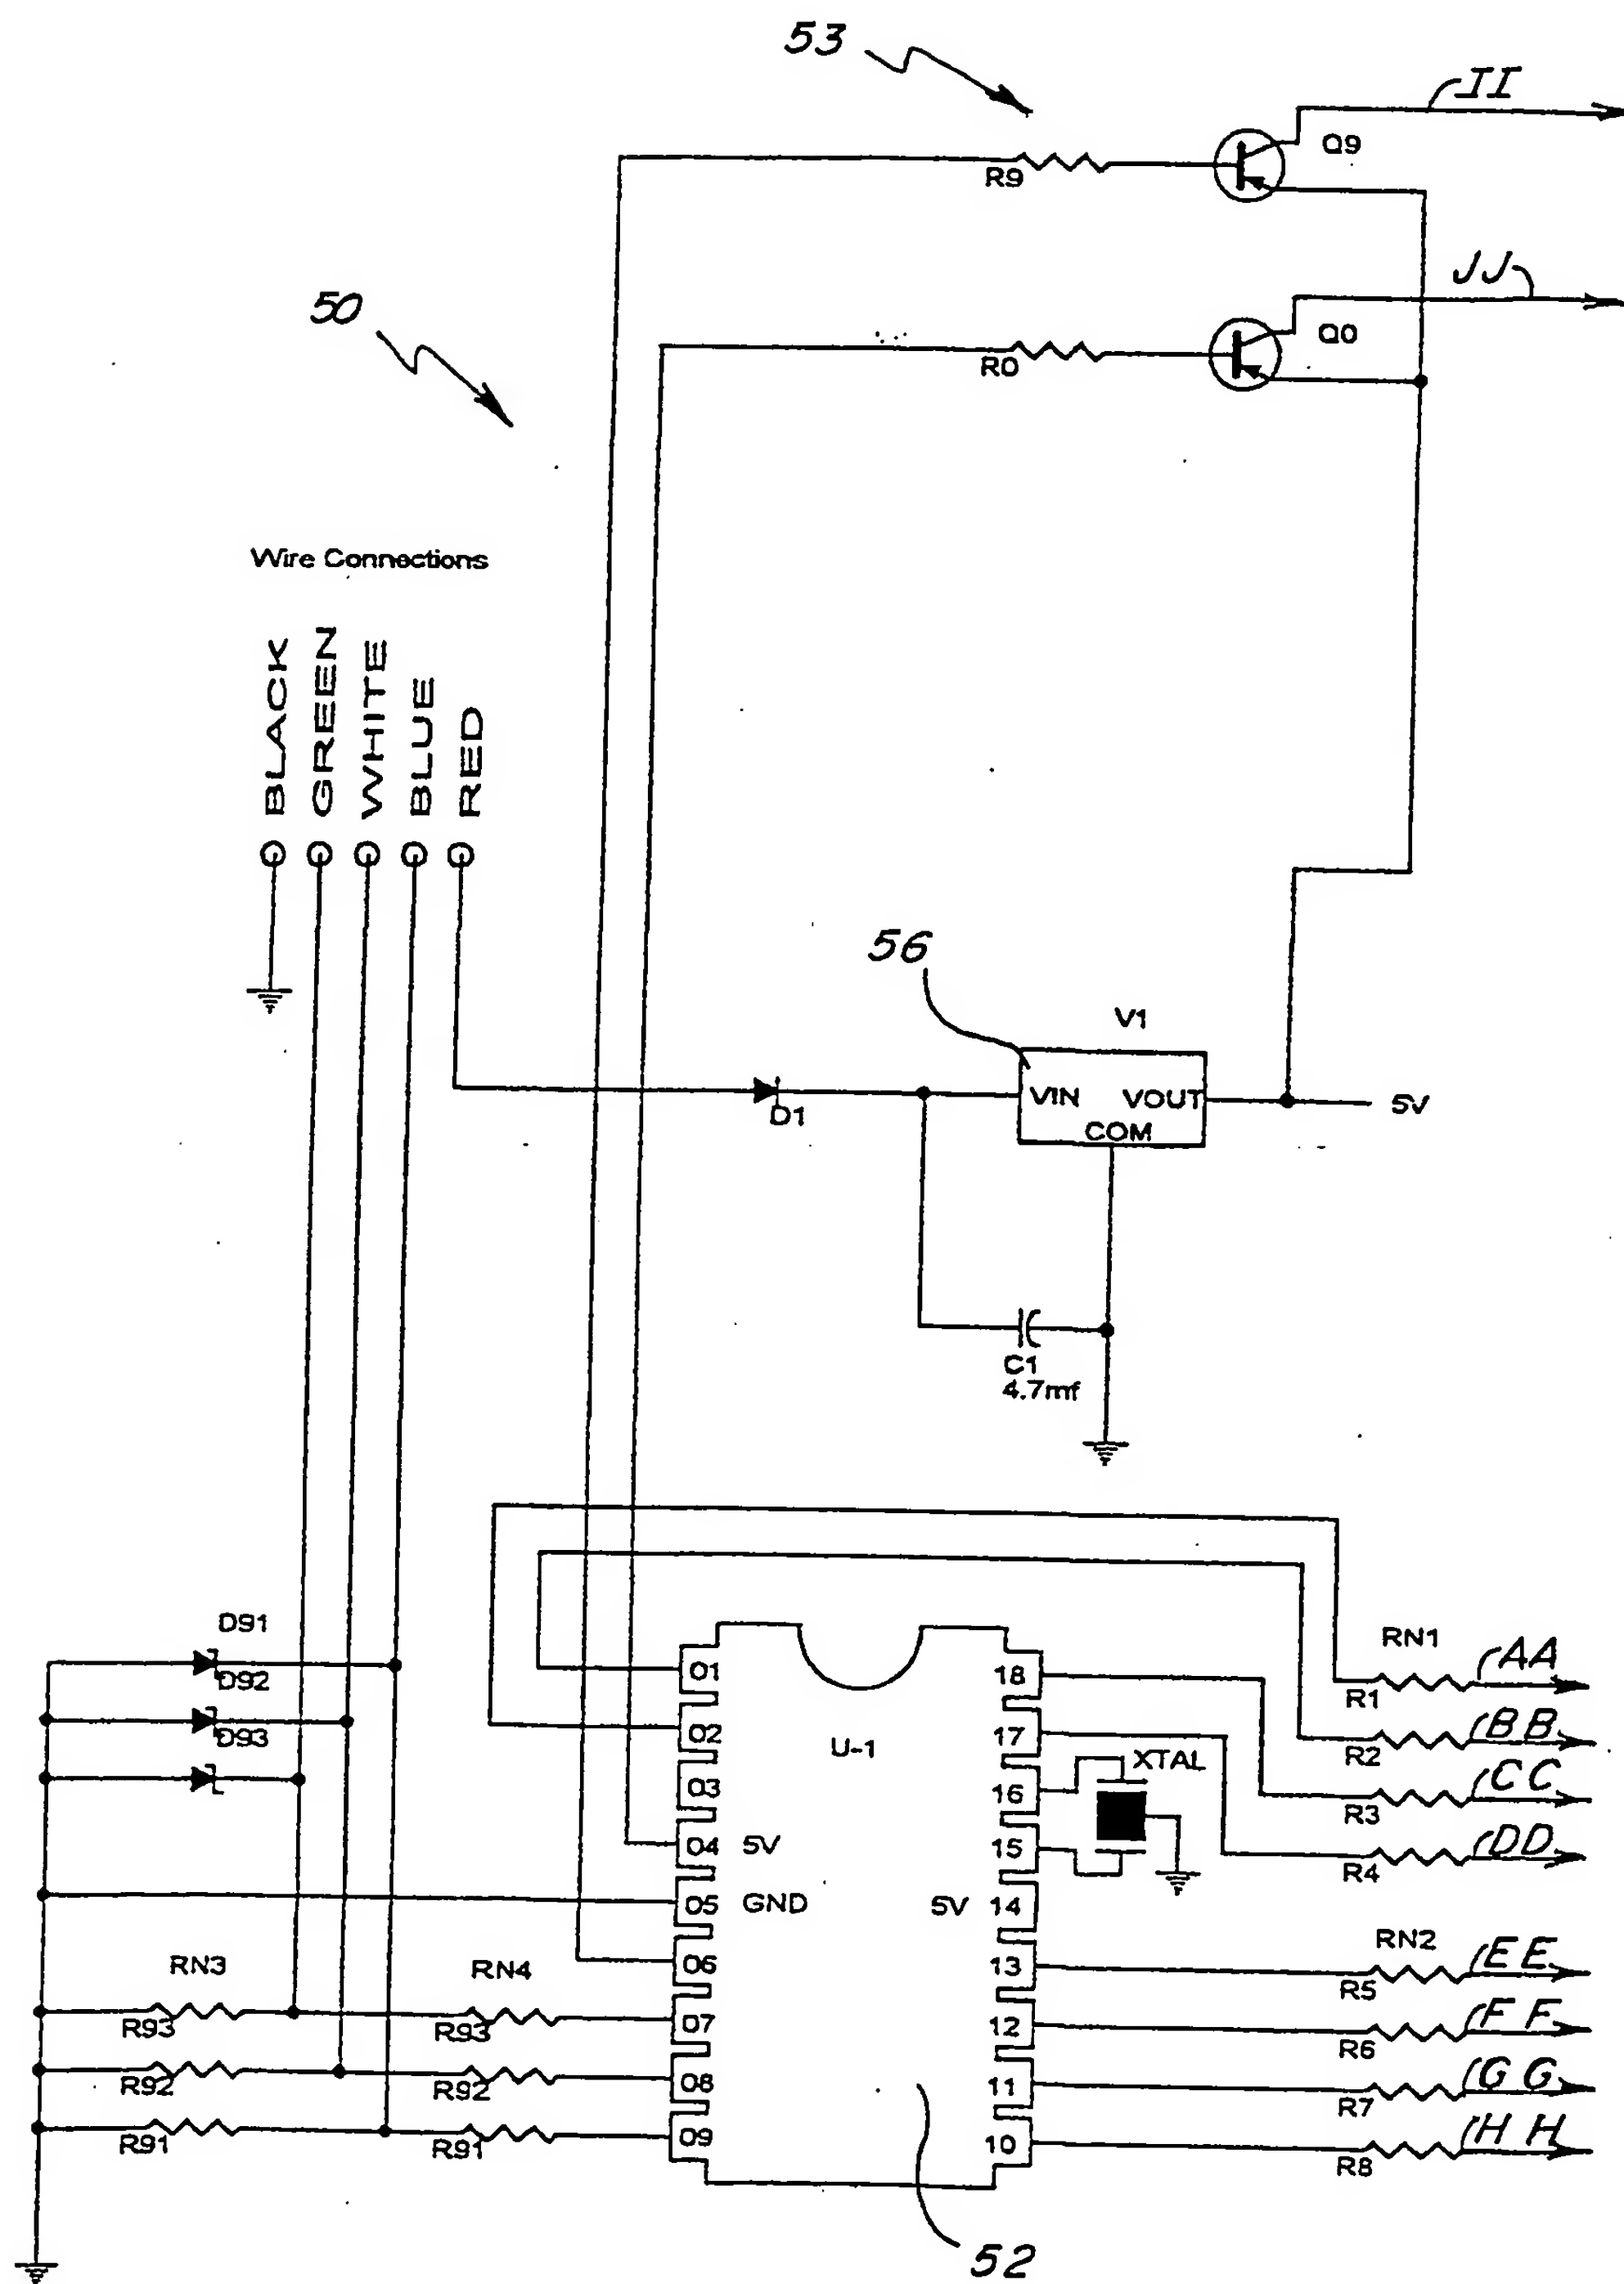 53
II
Q9
R9
JJ
50
Q0
R0
Wire Connections
BLACK
GREEN
WHITE
BLUE
RED
56
V1
VIN
VOUT
5V
D1
COM
C1
4.7mf
D91
RN1
AA
01
18
D92
R1
02
17
BB
D93
U-1
XTAL
R2
03
16
CC
R3
04
5V
15
DD
R4
05
GND
5V
14
RN3
RN4
06
13
RN2
EE
R5
R93
R93
07
12
FF
R6
R92
R92
08
11
GG
R7
R91
R91
09
10
HH
R8
52